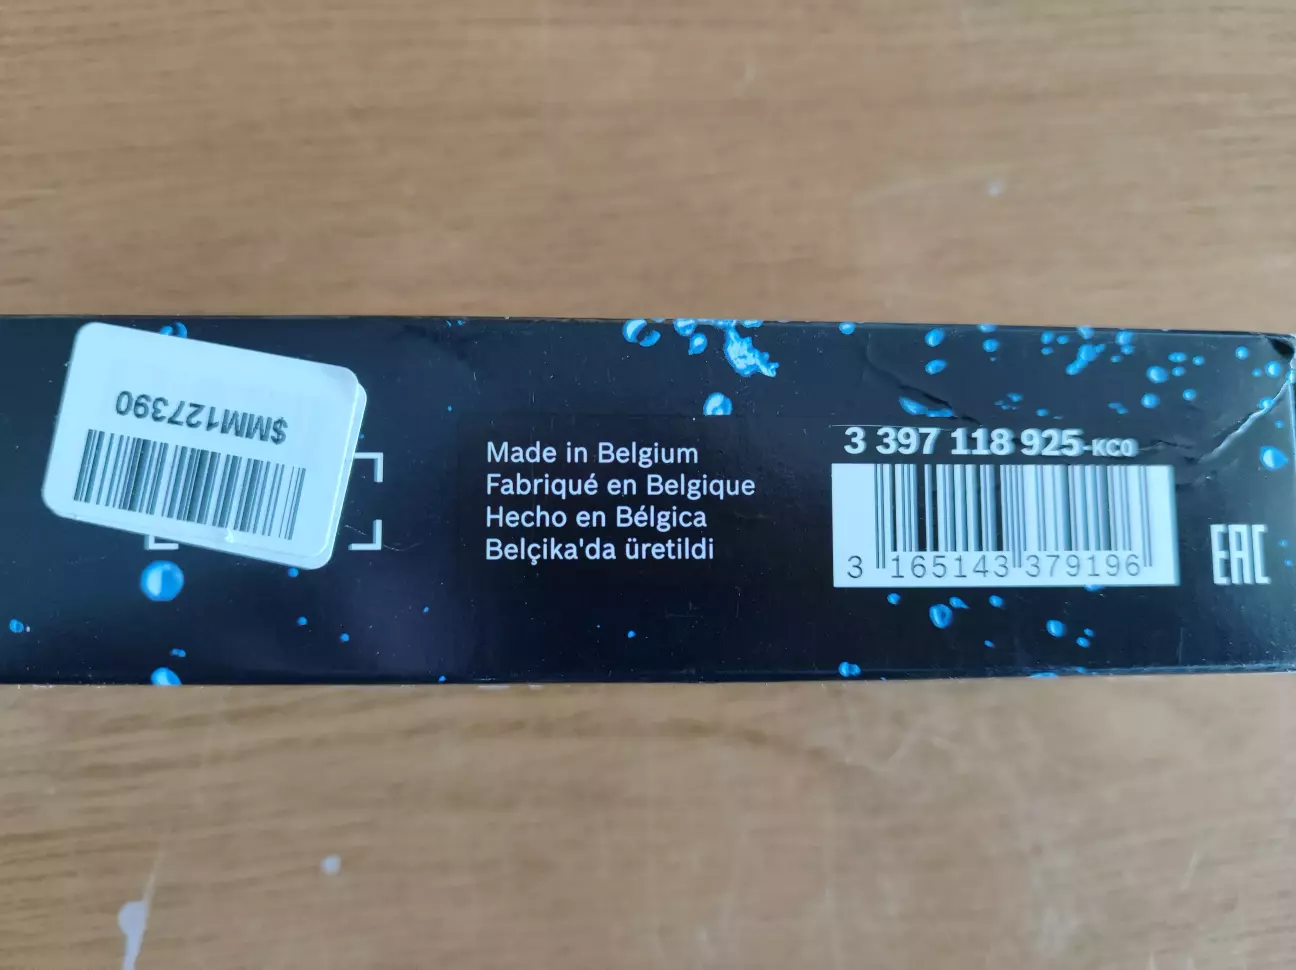 $MM127390
Made in Belgium
Fabriqué en Belgique
Hecho en Bélgica
Belçika'da üretildi
3 397 118 925-KC0
3 165143 379196
EAC